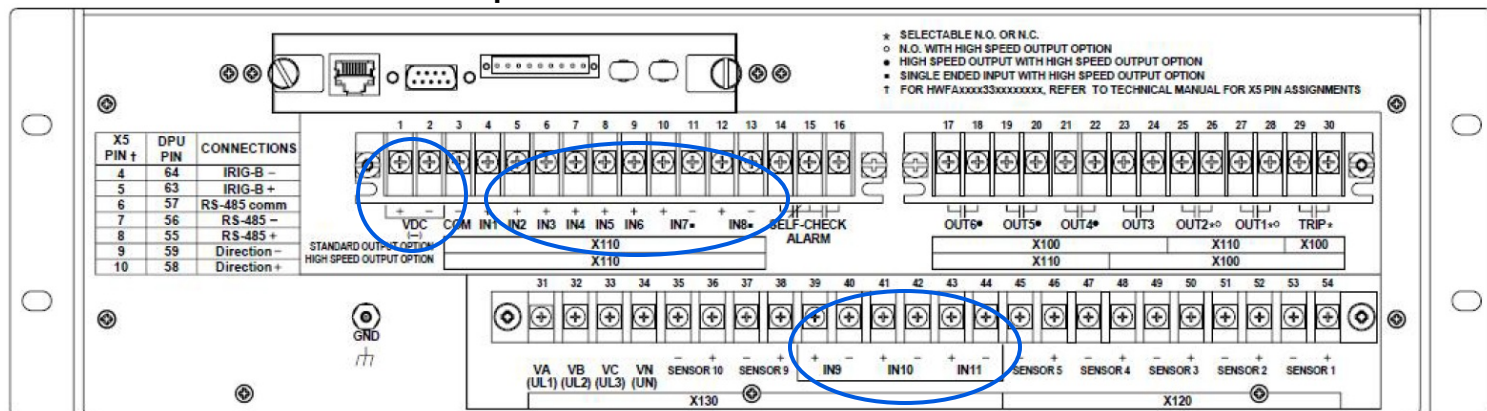 * SELECTABLE N.O. OR N.C.
○ N.O. WITH HIGH SPEED OUTPUT OPTION
● HIGH SPEED OUTPUT WITH HIGH SPEED OUTPUT OPTION
▪ SINGLE ENDED INPUT WITH HIGH SPEED OUTPUT OPTION
† FOR HWFAxxxx33xxxxxxxx, REFER TO TECHNICAL MANUAL FOR X5 PIN ASSIGNMENTS
X5 PIN † DPU PIN CONNECTIONS
4 64 IRIG-B −
5 63 IRIG-B +
6 57 RS-485 comm
7 56 RS-485 −
8 55 RS-485 +
9 59 Direction −
10 58 Direction +
1 2 3 4 5 6 7 8 9 10 11 12 13 14 15 16
+ − − + + + + + + + − + −
VDC COM IN1 IN2 IN3 IN4 IN5 IN6 IN7▪ IN8▪ SELF-CHECK
(---) ALARM
STANDARD OUTPUT OPTION X110
HIGH SPEED OUTPUT OPTION X110
17 18 19 20 21 22 23 24 25 26 27 28 29 30
OUT6● OUT5● OUT4● OUT3 OUT2*○ OUT1*○ TRIP*
X100 X110 X100
X110 X100
GND
31 32 33 34 35 36 37 38 39 40 41 42 43 44 45 46 47 48 49 50 51 52 53 54
− + − + + − + − + − − + − + − + − + − +
VA VB VC VN SENSOR 10 SENSOR 9 IN9 IN10 IN11 SENSOR 5 SENSOR 4 SENSOR 3 SENSOR 2 SENSOR 1
(UL1) (UL2) (UL3) (UN)
X130 X120